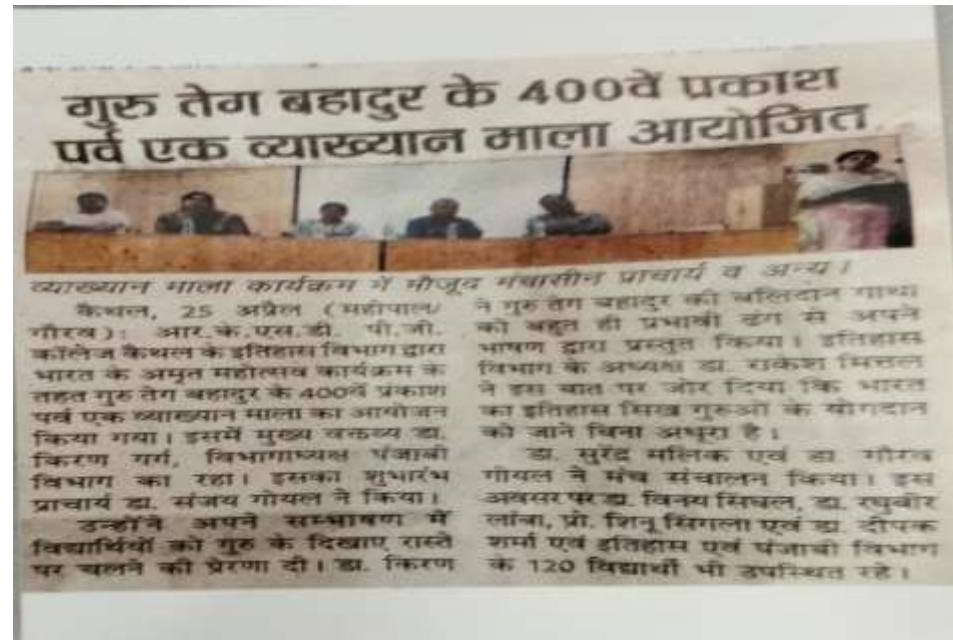 गुरु तेग बहादुर के 400वें प्रकाश
पर्व एक व्याख्यान माला आयोजित
व्याख्यान माला कार्यक्रम में मौजूद मंचासीन प्राचार्य व अन्य।
कैथल, 25 अप्रैल (महीपाल/
गौरव): आर.के.एस.डी. पी.जी.
कॉलेज कैथल के इतिहास विभाग द्वारा
भारत के अमृत महोत्सव कार्यक्रम के
तहत गुरु तेग बहादुर के 400वें प्रकाश
पर्व एक व्याख्यान माला का आयोजन
किया गया। इसमें मुख्य वक्तव्य डा.
किरण गर्ग, विभागाध्यक्ष पंजाबी
विभाग का रहा। इसका शुभारंभ
प्राचार्य डा. संजय गोयल ने किया।
उन्होंने अपने सम्भाषण में
विद्यार्थियों को गुरु के दिखाए रास्ते
पर चलने की प्रेरणा दी। डा. किरण
ने गुरु तेग बहादुर की बलिदान गाथा
को बहुत ही प्रभावी ढंग से अपने
भाषण द्वारा प्रस्तुत किया। इतिहास
विभाग के अध्यक्ष डा. राकेश मित्तल
ने इस बात पर जोर दिया कि भारत
का इतिहास सिख गुरुओं के योगदान
को जाने बिना अधूरा है।
डा. सुरेंद्र मलिक एवं डा. गौरव
गोयल ने मंच संचालन किया। इस
अवसर पर डा. विनय सिंघल, डा. रघुबीर
लांबा, प्रो. शिनू सिंगला एवं डा. दीपक
शर्मा एवं इतिहास एवं पंजाबी विभाग
के 120 विद्यार्थी भी उपस्थित रहे।